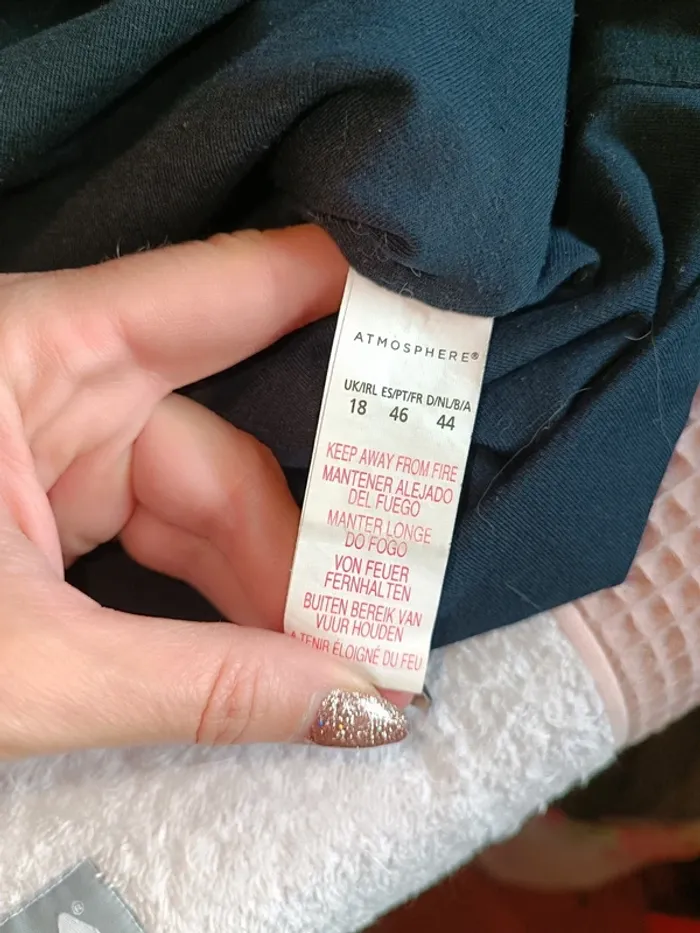 ATMOSPHERE®
UK/IRL ES/PT/FR D/NL/B/A
18 46 44
KEEP AWAY FROM FIRE
MANTENER ALEJADO
DEL FUEGO
MANTER LONGE
DO FOGO
VON FEUER
FERNHALTEN
BUITEN BEREIK VAN
VUUR HOUDEN
A TENIR ÉLOIGNÉ DU FEU
®